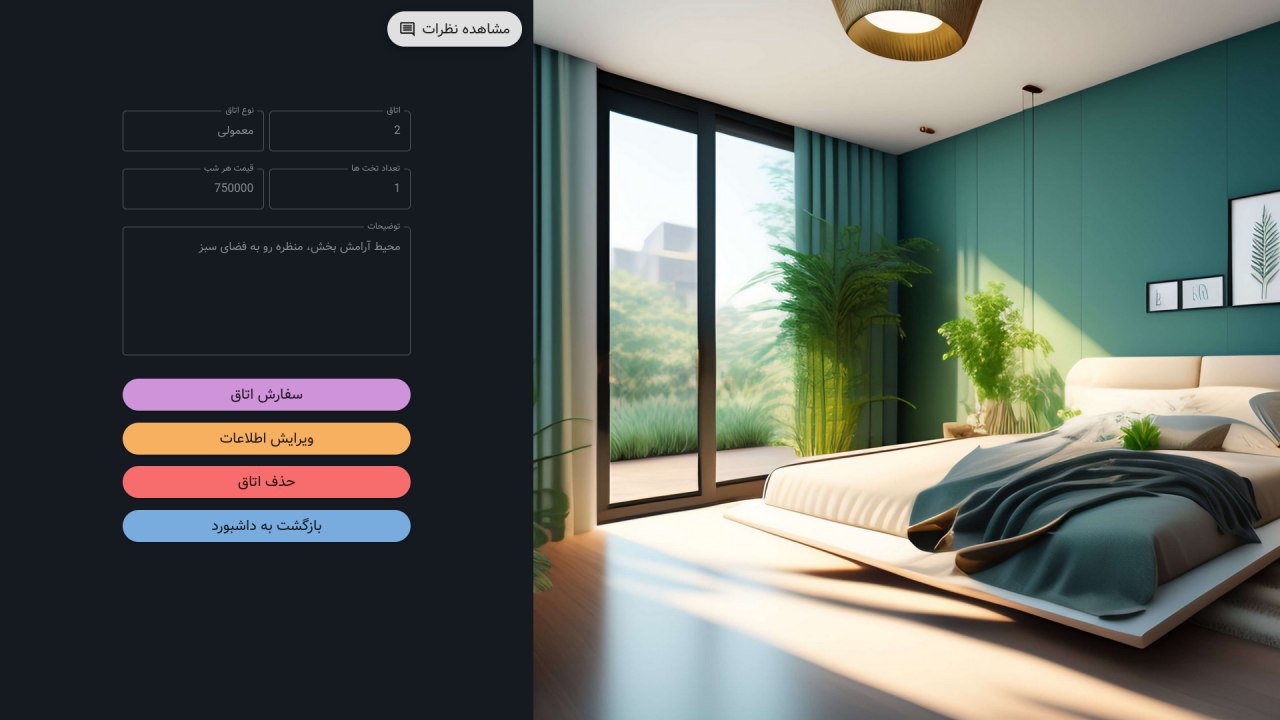 مشاهده نظرات
اتاق
2
نوع اتاق
معمولی
تعداد تخت ها
1
قیمت هر شب
750000
توضیحات
محیط آرامش بخش، منظره رو به فضای سبز
سفارش اتاق
ویرایش اطلاعات
حذف اتاق
بازگشت به داشبورد